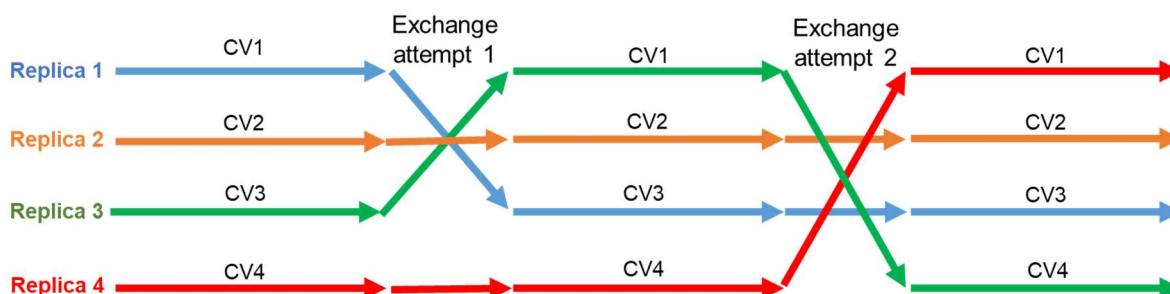 Exchange
attempt 1
Exchange
attempt 2
Replica 1 CV1 CV1 CV1
Replica 2 CV2 CV2 CV2
Replica 3 CV3 CV3 CV3
Replica 4 CV4 CV4 CV4